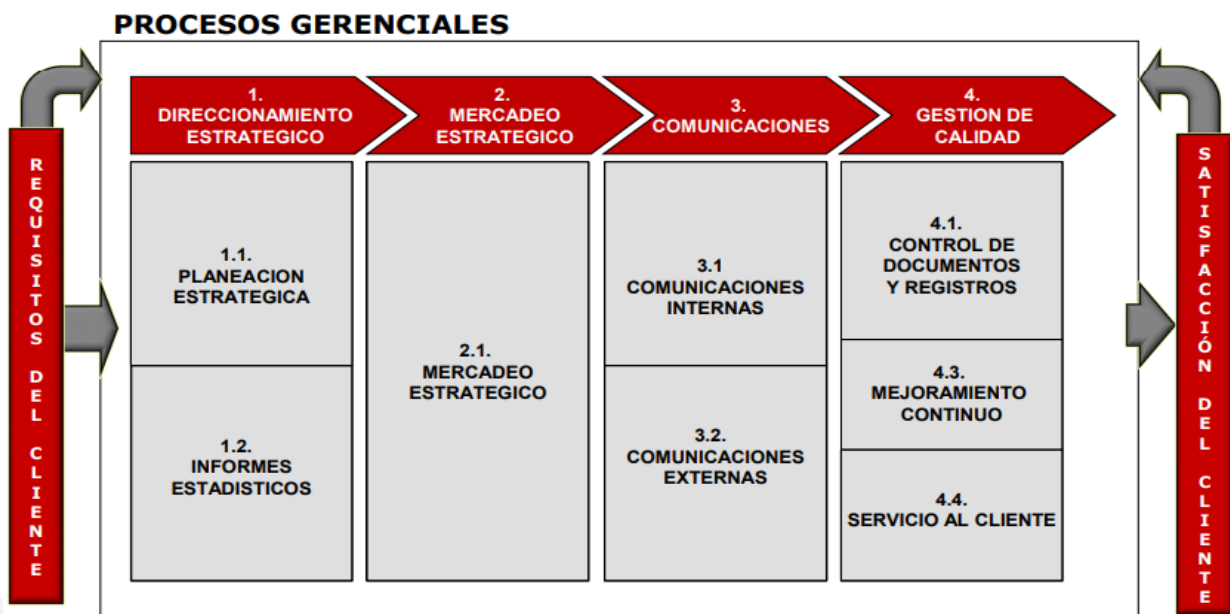 PROCESOS GERENCIALES
REQUISITOS DEL CLIENTE
1.
DIRECCIONAMIENTO
ESTRATEGICO
2.
MERCADEO
ESTRATEGICO
3.
COMUNICACIONES
4.
GESTION DE
CALIDAD
1.1.
PLANEACION
ESTRATEGICA
1.2.
INFORMES
ESTADISTICOS
2.1.
MERCADEO
ESTRATEGICO
3.1
COMUNICACIONES
INTERNAS
3.2.
COMUNICACIONES
EXTERNAS
4.1.
CONTROL DE
DOCUMENTOS
Y REGISTROS
4.3.
MEJORAMIENTO
CONTINUO
4.4.
SERVICIO AL CLIENTE
SATISFACCIÓN DEL CLIENTE